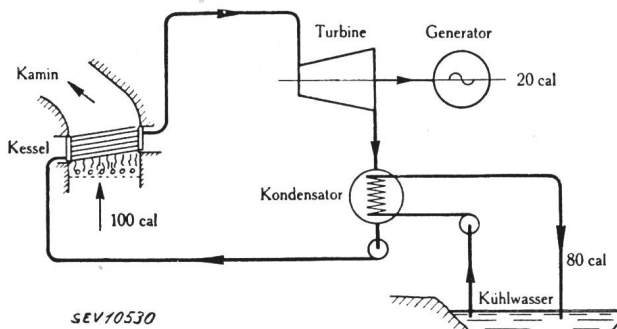 Turbine
Generator
Kamin
20 cal
Kessel
Kondensator
100 cal
80 cal
Kühlwasser
SEV10530